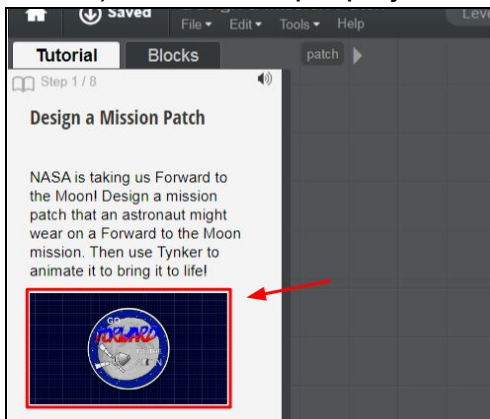 Saved
File Edit Tools Help
Tutorial Blocks patch
Step 1 / 8
Design a Mission Patch
NASA is taking us Forward to
the Moon! Design a mission
patch that an astronaut might
wear on a Forward to the Moon
mission. Then use Tynker to
animate it to bring it to life!
GO
FORWARD